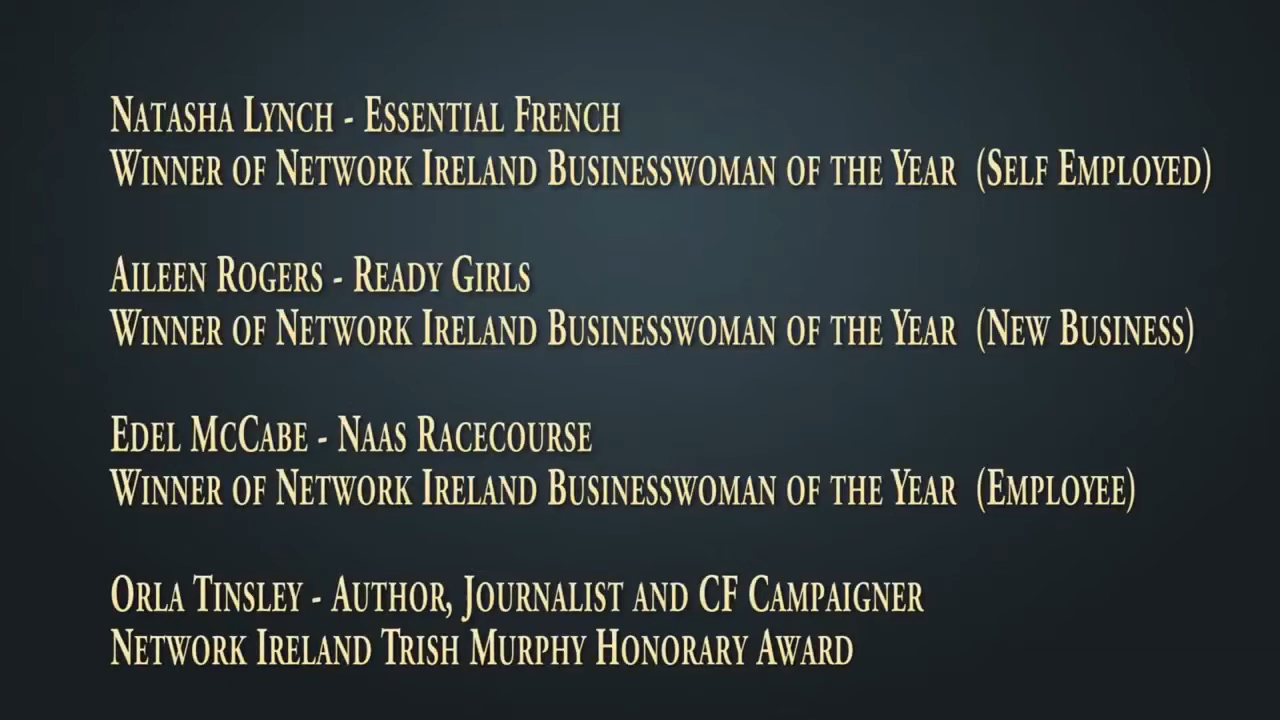 Natasha Lynch - Essential French
Winner of Network Ireland Businesswoman of the Year (Self Employed)
Aileen Rogers - Ready Girls
Winner of Network Ireland Businesswoman of the Year (New Business)
Edel McCabe - Naas Racecourse
Winner of Network Ireland Businesswoman of the Year (Employee)
Orla Tinsley - Author, Journalist and CF Campaigner
Network Ireland Trish Murphy Honorary Award